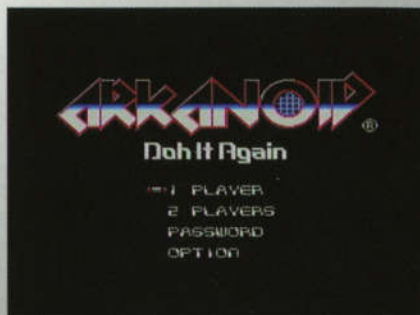 ARKANOID®
Doh It Again
1 PLAYER
2 PLAYERS
PASSWORD
OPTION